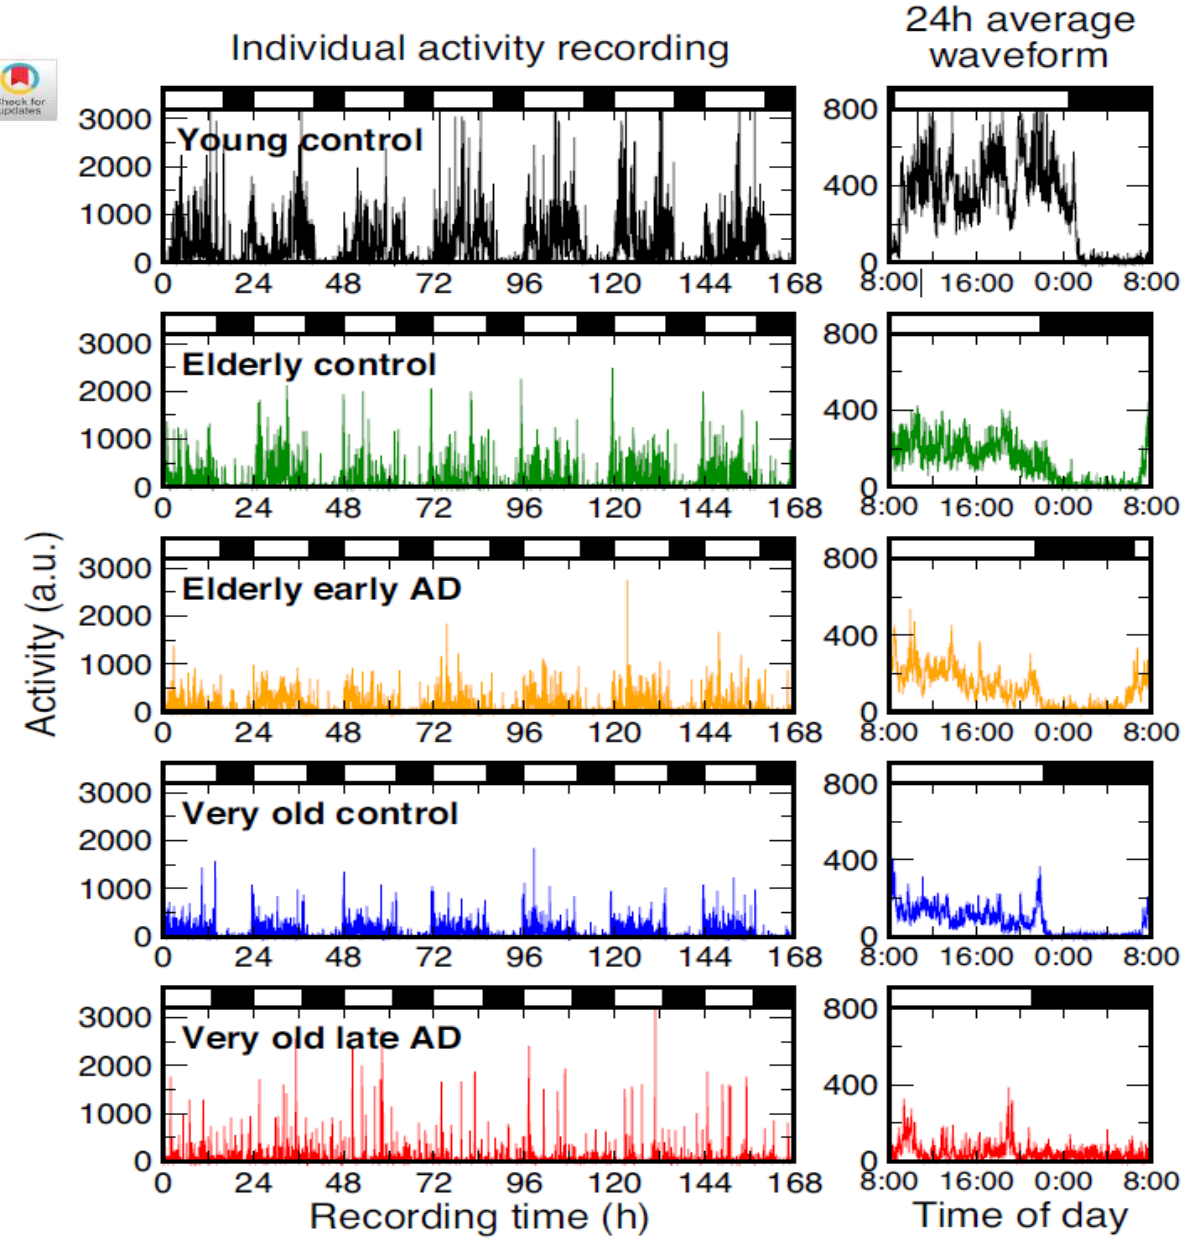 Individual activity recording
24h average
waveform
Check for
updates
Young control
3000
2000
1000
0
0 24 48 72 96 120 144 168
800
400
0
8:00 16:00 0:00 8:00
Elderly control
3000
2000
1000
0
0 24 48 72 96 120 144 168
800
400
0
8:00 16:00 0:00 8:00
Elderly early AD
3000
2000
1000
0
0 24 48 72 96 120 144 168
800
400
0
8:00 16:00 0:00 8:00
Very old control
3000
2000
1000
0
0 24 48 72 96 120 144 168
800
400
0
8:00 16:00 0:00 8:00
Very old late AD
3000
2000
1000
0
0 24 48 72 96 120 144 168
800
400
0
8:00 16:00 0:00 8:00
Activity (a.u.)
Recording time (h)
Time of day